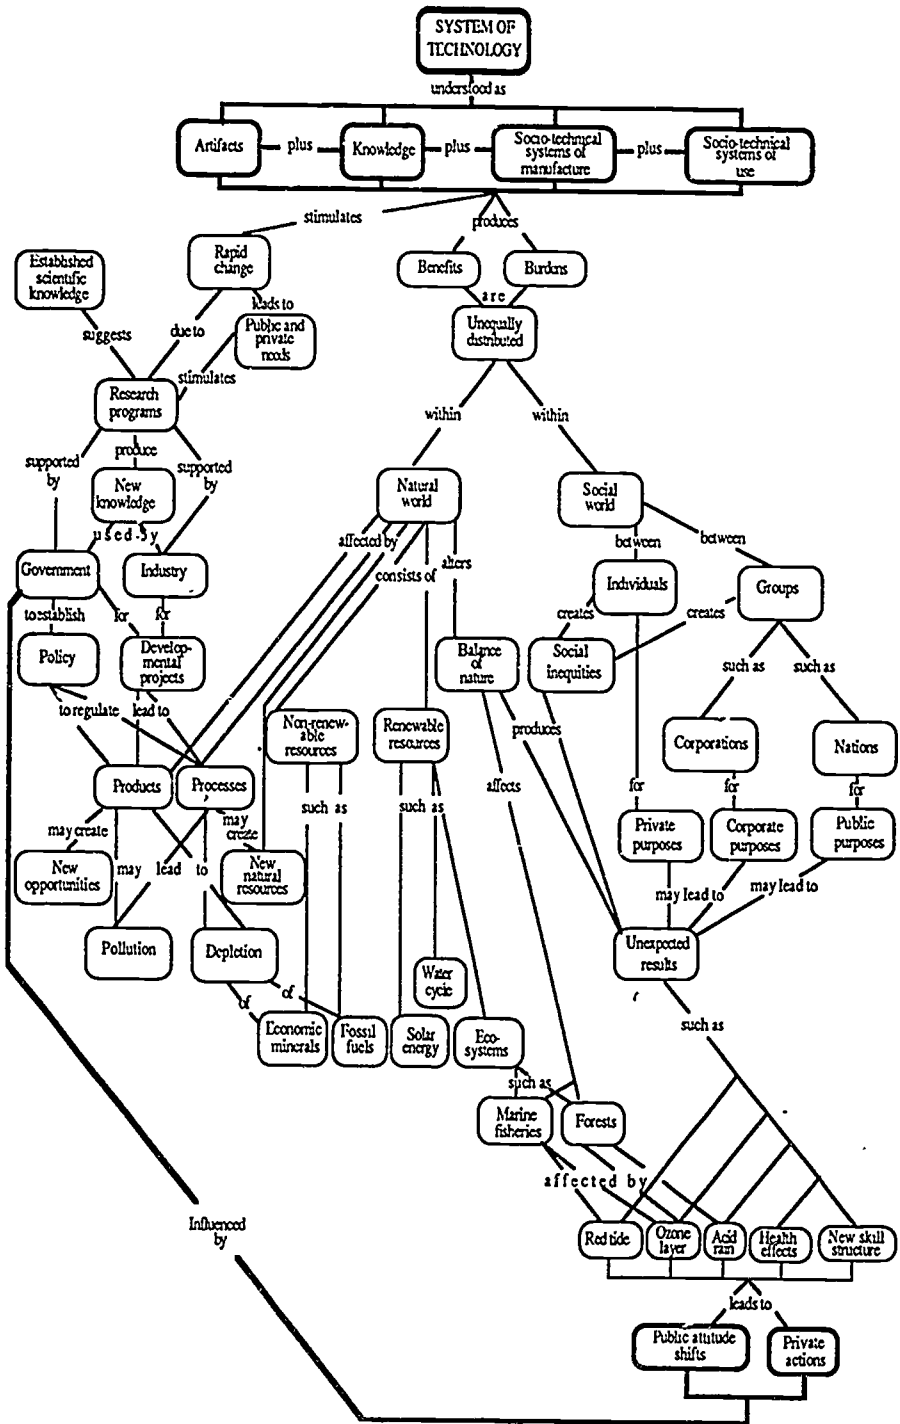 SYSTEM OF
TECHNOLOGY
understood as
Artifacts
plus
Knowledge
plus
Socio-technical
systems of
manufacture
plus
Socio-technical
systems of
use
stimulates
produces
Rapid
change
Benefits
Burdens
Established
scientific
knowledge
leads to
are
suggests
due to
Public and
private
needs
Unequally
distributed
stimulates
Research
programs
within
within
supported
by
produce
supported
by
New
knowledge
Natural
world
Social
world
used by
affected by
alters
between
between
Government
Industry
consists of
Individuals
Groups
to establish
for
for
creates
creates
Policy
Develop-
mental
projects
Balance
of
nature
Social
inequities
such as
such as
to regulate
lead to
Non-renew-
able
resources
Renewable
resources
produces
Corporations
Nations
Products
Processes
affects
for
for
for
may create
may
create
such as
such as
Private
purposes
Corporate
purposes
Public
purposes
New
opportunities
may
lead
to
New
natural
resources
may lead to
may lead to
Pollution
Depletion
Unexpected
results
Water
cycle
of
of
such as
Economic
minerals
Fossil
fuels
Solar
energy
Eco-
systems
such as
Marine
fisheries
Forests
affected by
Influenced
by
Red tide
Ozone
layer
Acid
rain
Health
effects
New skill
structure
leads to
Public attitude
shifts
Private
actions